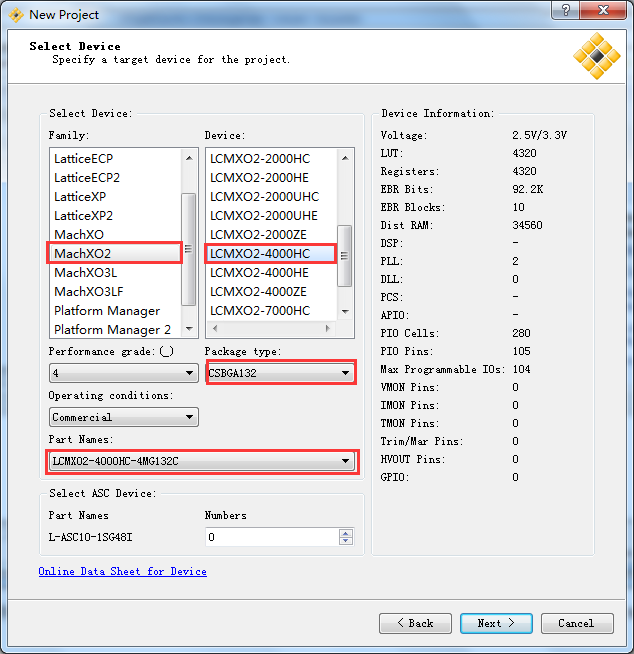 New Project
?
Select Device
Specify a target device for the project.
Select Device:
Family:
LatticeECP
LatticeECP2
LatticeXP
LatticeXP2
MachXO
MachXO2
MachXO3L
MachXO3LF
Platform Manager
Platform Manager 2
Device:
LCMXO2-2000HC
LCMXO2-2000HE
LCMXO2-2000UHC
LCMXO2-2000UHE
LCMXO2-2000ZE
LCMXO2-4000HC
LCMXO2-4000HE
LCMXO2-4000ZE
LCMXO2-7000HC
Performance grade:(_)
4
Package type:
CSBGA132
Operating conditions:
Commercial
Part Names:
LCMXO2-4000HC-4MG132C
Select ASC Device:
Part Names Numbers
L-ASC10-1SG48I 0
Online Data Sheet for Device
Device Information:
Voltage: 2.5V/3.3V
LUT: 4320
Registers: 4320
EBR Bits: 92.2K
EBR Blocks: 10
Dist RAM: 34560
DSP: -
PLL: 2
DLL: 0
PCS: -
APIO: -
PIO Cells: 280
PIO Pins: 105
Max Programmable IOs: 104
VMON Pins: 0
IMON Pins: 0
TMON Pins: 0
Trim/Mar Pins: 0
HVOUT Pins: 0
GPIO: 0
< Back
Next >
Cancel